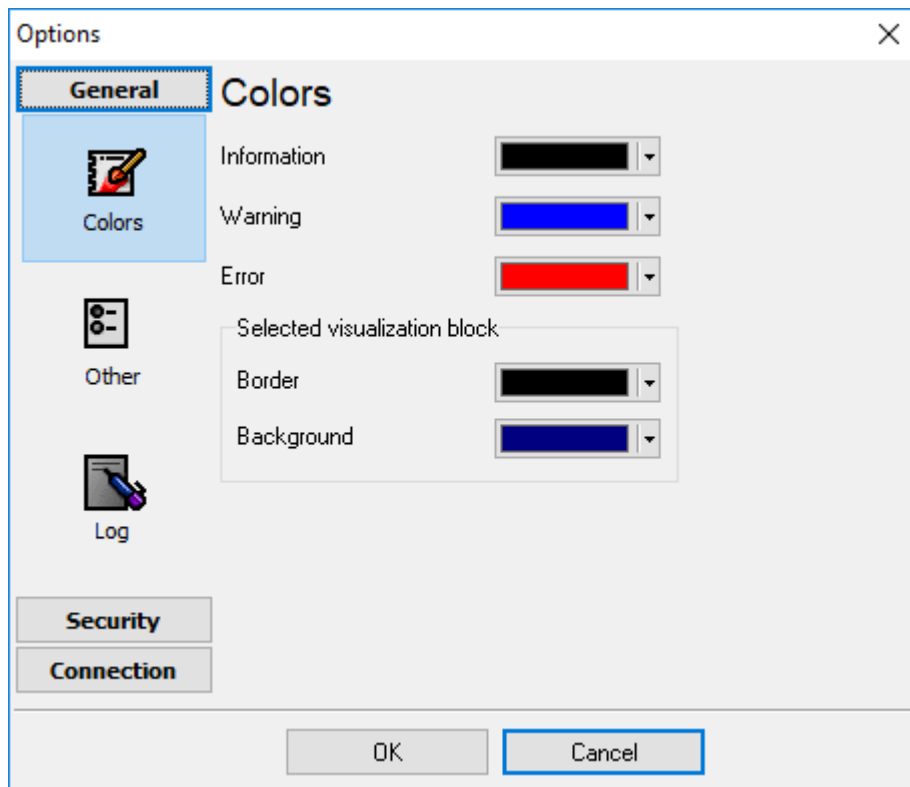 Options
General
Colors
Other
Log
Security
Connection
Colors
Information
Warning
Error
Selected visualization block
Border
Background
OK
Cancel